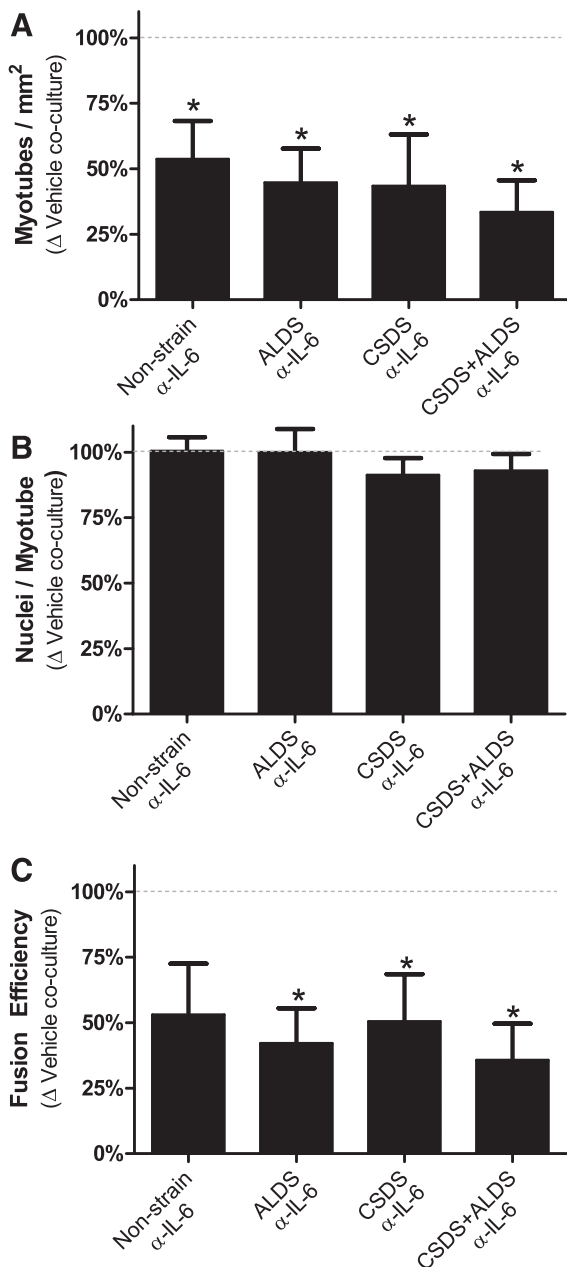 A
Myotubes / mm²
(Δ Vehicle co-culture)
100%
75%
50%
25%
0%
*
*
*
*
Non-strain
α-IL-6
ALDS
α-IL-6
CSDS
α-IL-6
CSDS+ALDS
α-IL-6
B
Nuclei / Myotube
(Δ Vehicle co-culture)
100%
75%
50%
25%
0%
Non-strain
α-IL-6
ALDS
α-IL-6
CSDS
α-IL-6
CSDS+ALDS
α-IL-6
C
Fusion Efficiency
(Δ Vehicle co-culture)
100%
75%
50%
25%
0%
*
*
*
Non-strain
α-IL-6
ALDS
α-IL-6
CSDS
α-IL-6
CSDS+ALDS
α-IL-6